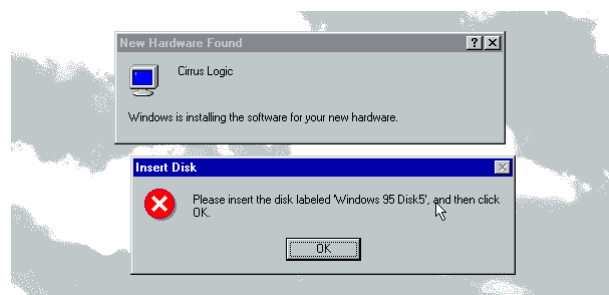 New Hardware Found
Cirrus Logic
Windows is installing the software for your new hardware.
Insert Disk
Please insert the disk labeled 'Windows 95 Disk5', and then click
OK.
OK